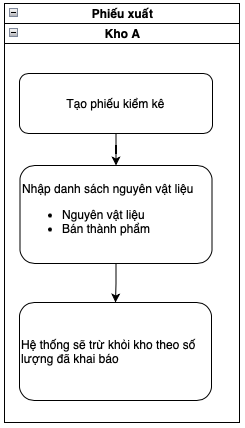 Phiếu xuất
Kho A
Tạo phiếu kiểm kê
Nhập danh sách nguyên vật liệu
• Nguyên vật liệu
• Bán thành phẩm
Hệ thống sẽ trừ khỏi kho theo số
lượng đã khai báo